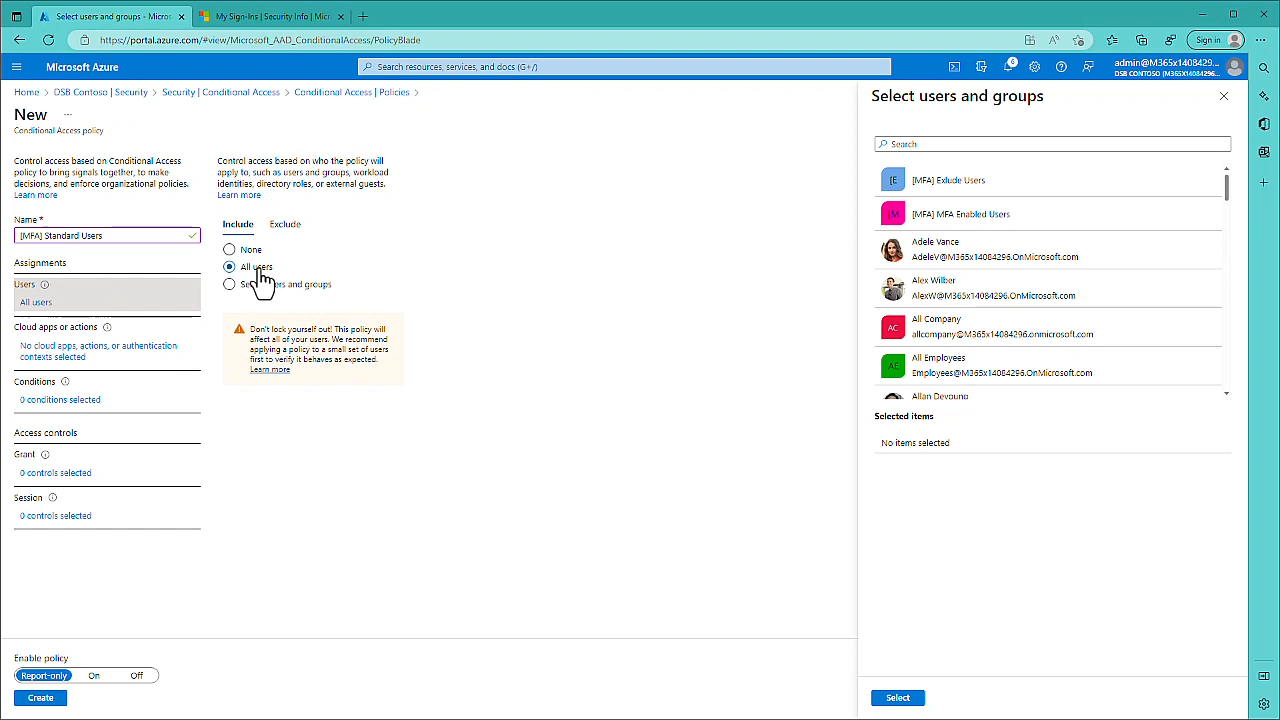 Select users and groups - Micros
My Sign-Ins | Security Info | Micr
https://portal.azure.com/#view/Microsoft_AAD_ConditionalAccess/PolicyBlade
Sign in
Microsoft Azure
Search resources, services, and docs (G+/)
6
admin@M365x1408429...
DSB CONTOSO (M365X14084296....
Home > DSB Contoso | Security > Security | Conditional Access > Conditional Access | Policies >
New ...
Conditional Access policy
Control access based on Conditional Access
policy to bring signals together, to make
decisions, and enforce organizational policies.
Learn more
Name *
[MFA] Standard Users
Assignments
Users
All users
Cloud apps or actions
No cloud apps, actions, or authentication
contexts selected
Conditions
0 conditions selected
Access controls
Grant
0 controls selected
Session
0 controls selected
Enable policy
Report-only On Off
Create
Control access based on who the policy will
apply to, such as users and groups, workload
identities, directory roles, or external guests.
Learn more
Include Exclude
None
All users
and groups
Don't lock yourself out! This policy will
affect all of your users. We recommend
applying a policy to a small set of users
first to verify it behaves as expected.
Learn more
Select users and groups
Search
[E [MFA] Exlude Users
[M [MFA] MFA Enabled Users
Adele Vance
AdeleV@M365x14084296.OnMicrosoft.com
Alex Wilber
AlexW@M365x14084296.OnMicrosoft.com
AC All Company
allcompany@M365x14084296.onmicrosoft.com
AE All Employees
Employees@M365x14084296.OnMicrosoft.com
Allan Deyoung
Selected items
No items selected
Select